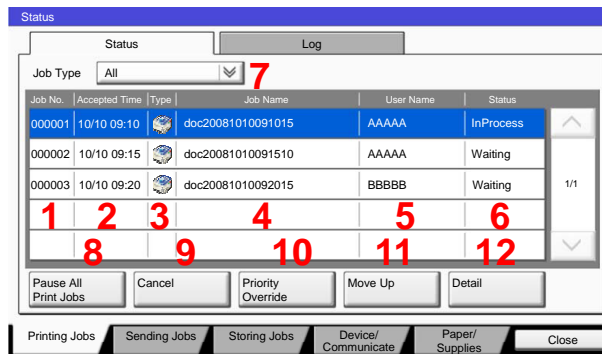 Status
Status Log
Job Type All 7
Job No. Accepted Time Type Job Name User Name Status
000001 10/10 09:10 doc20081010091015 AAAAA InProcess
000002 10/10 09:15 doc20081010091510 AAAAA Waiting
000003 10/10 09:20 doc20081010092015 BBBBB Waiting 1/1
1 2 3 4 5 6
8 9 10 11 12
Pause All Cancel Priority Move Up Detail
Print Jobs Override
Printing Jobs Sending Jobs Storing Jobs Device/ Paper/ Close
Communicate Supplies